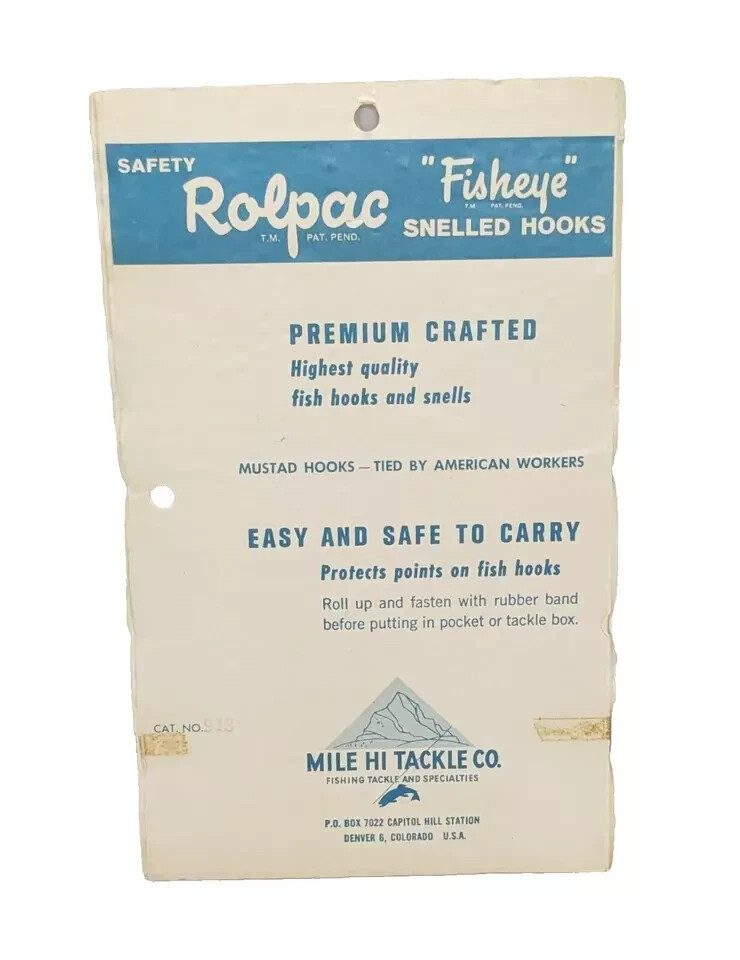 SAFETY
Rolpac
T.M. PAT. PEND.
"Fisheye"
T.M. PAT. PEND.
SNELLED HOOKS
PREMIUM CRAFTED
Highest quality
fish hooks and snells
MUSTAD HOOKS — TIED BY AMERICAN WORKERS
EASY AND SAFE TO CARRY
Protects points on fish hooks
Roll up and fasten with rubber band
before putting in pocket or tackle box.
CAT. NO. 913
MILE HI TACKLE CO.
FISHING TACKLE AND SPECIALTIES
P.O. BOX 7022 CAPITOL HILL STATION
DENVER 6, COLORADO U.S.A.